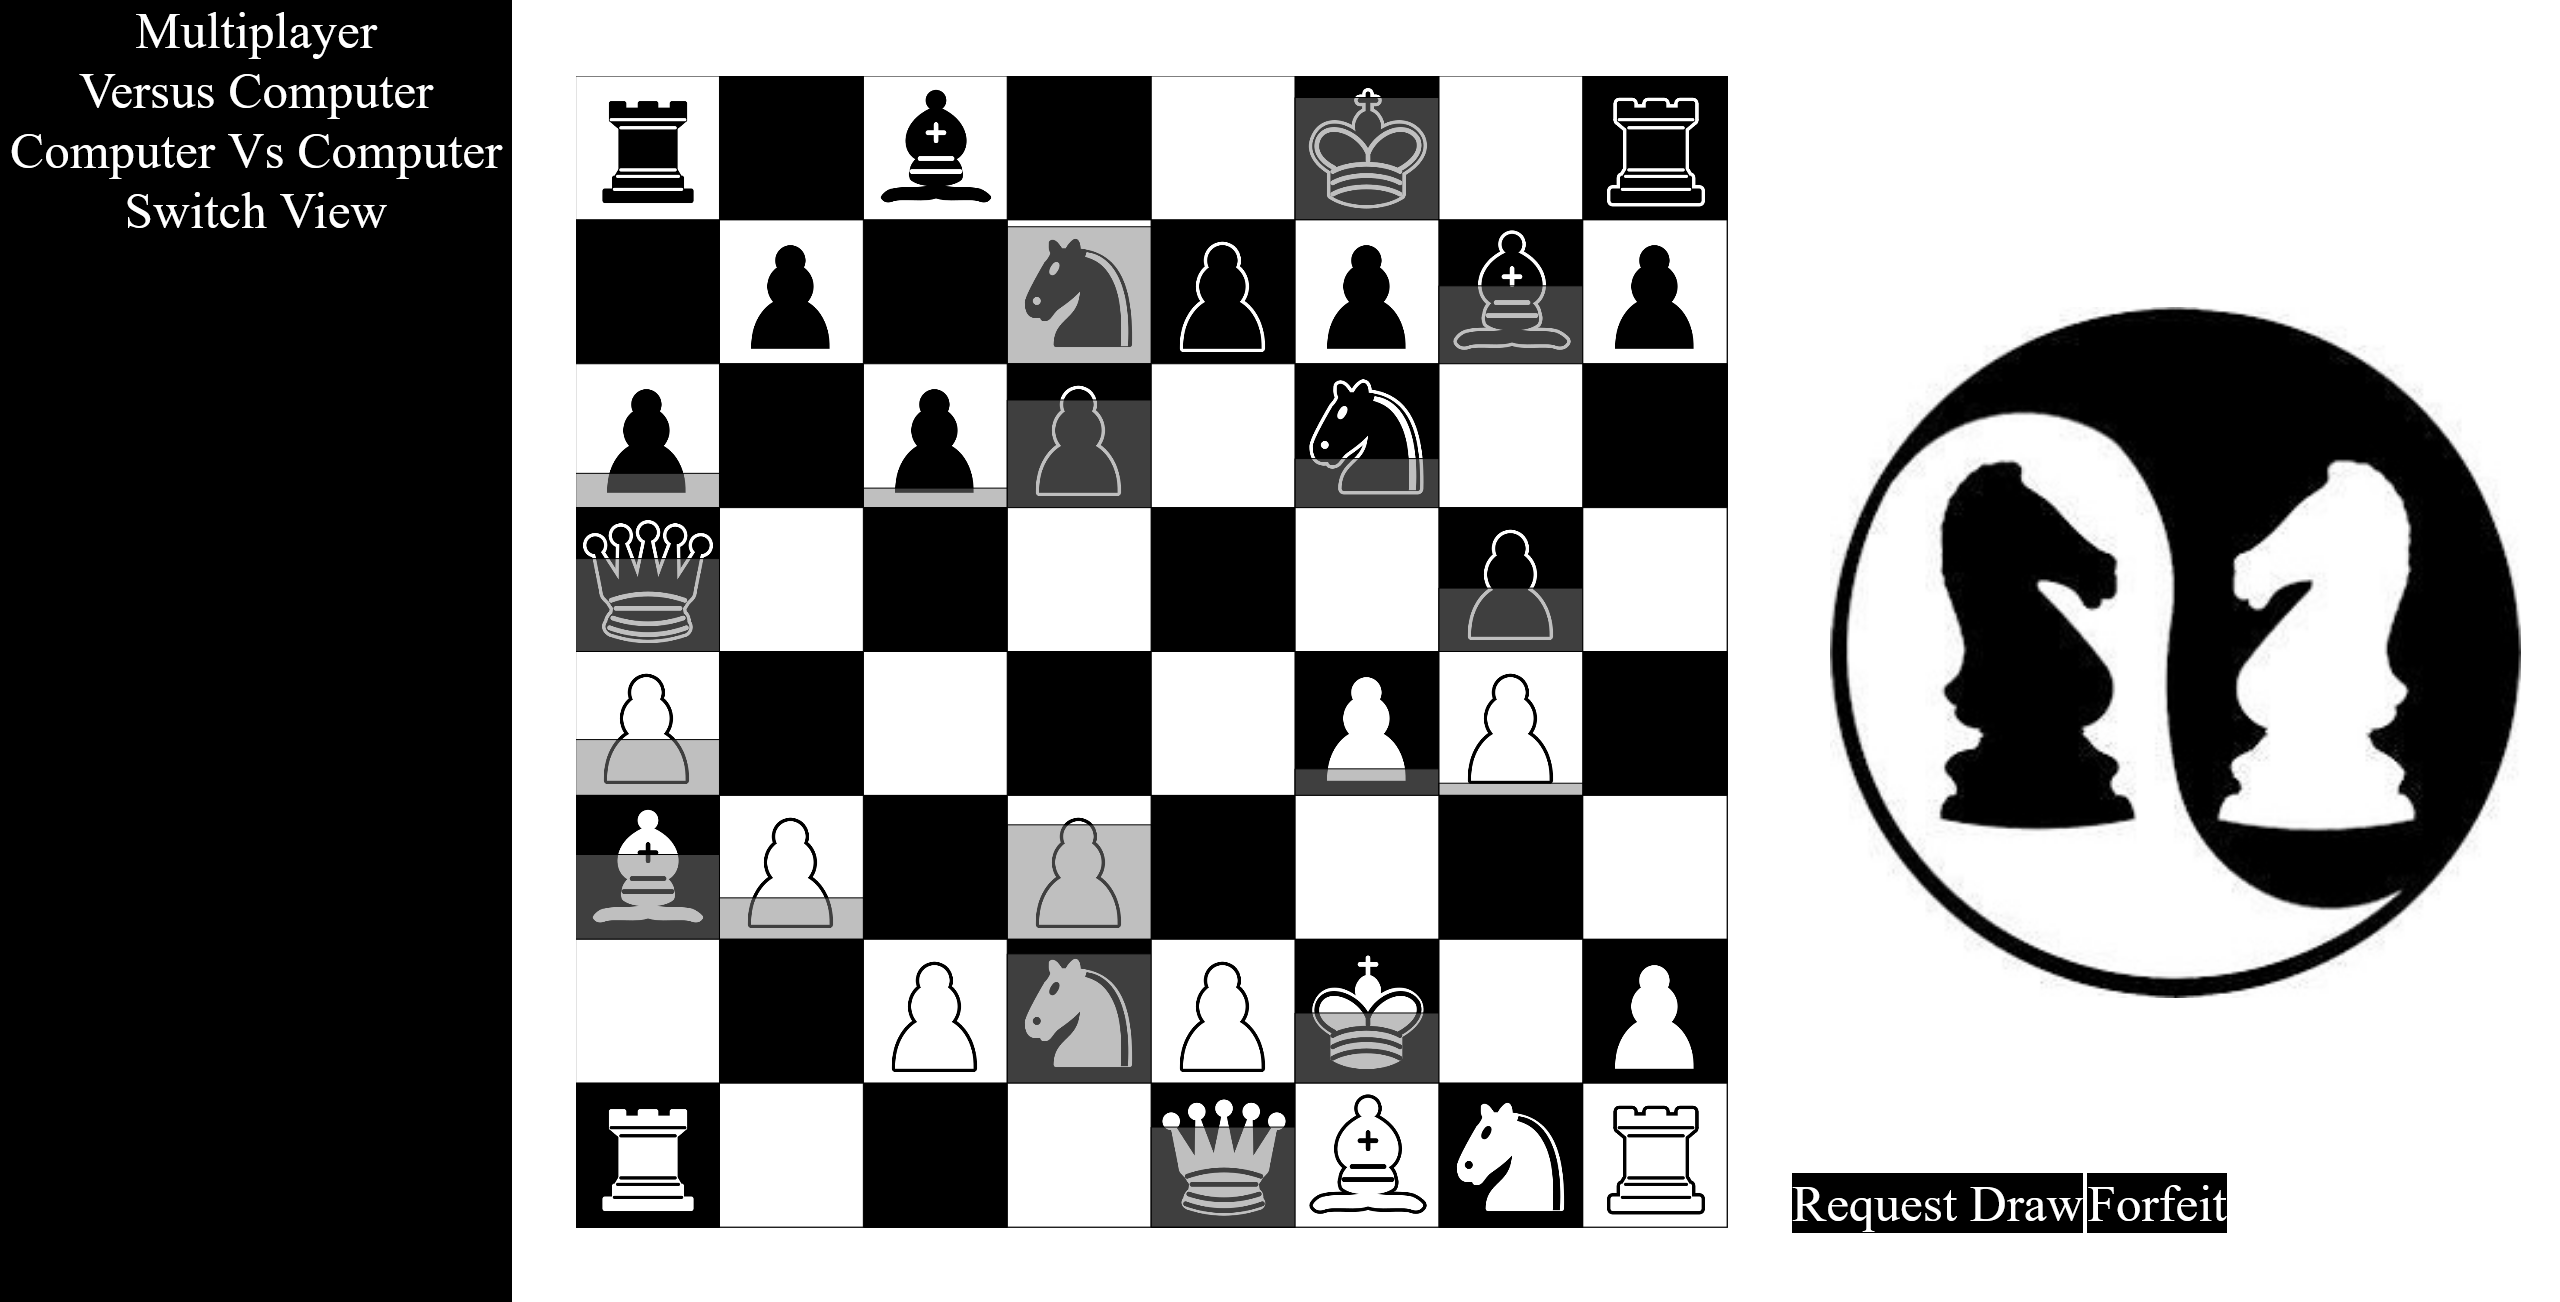 Multiplayer
Versus Computer
Computer Vs Computer
Switch View
Request Draw Forfeit